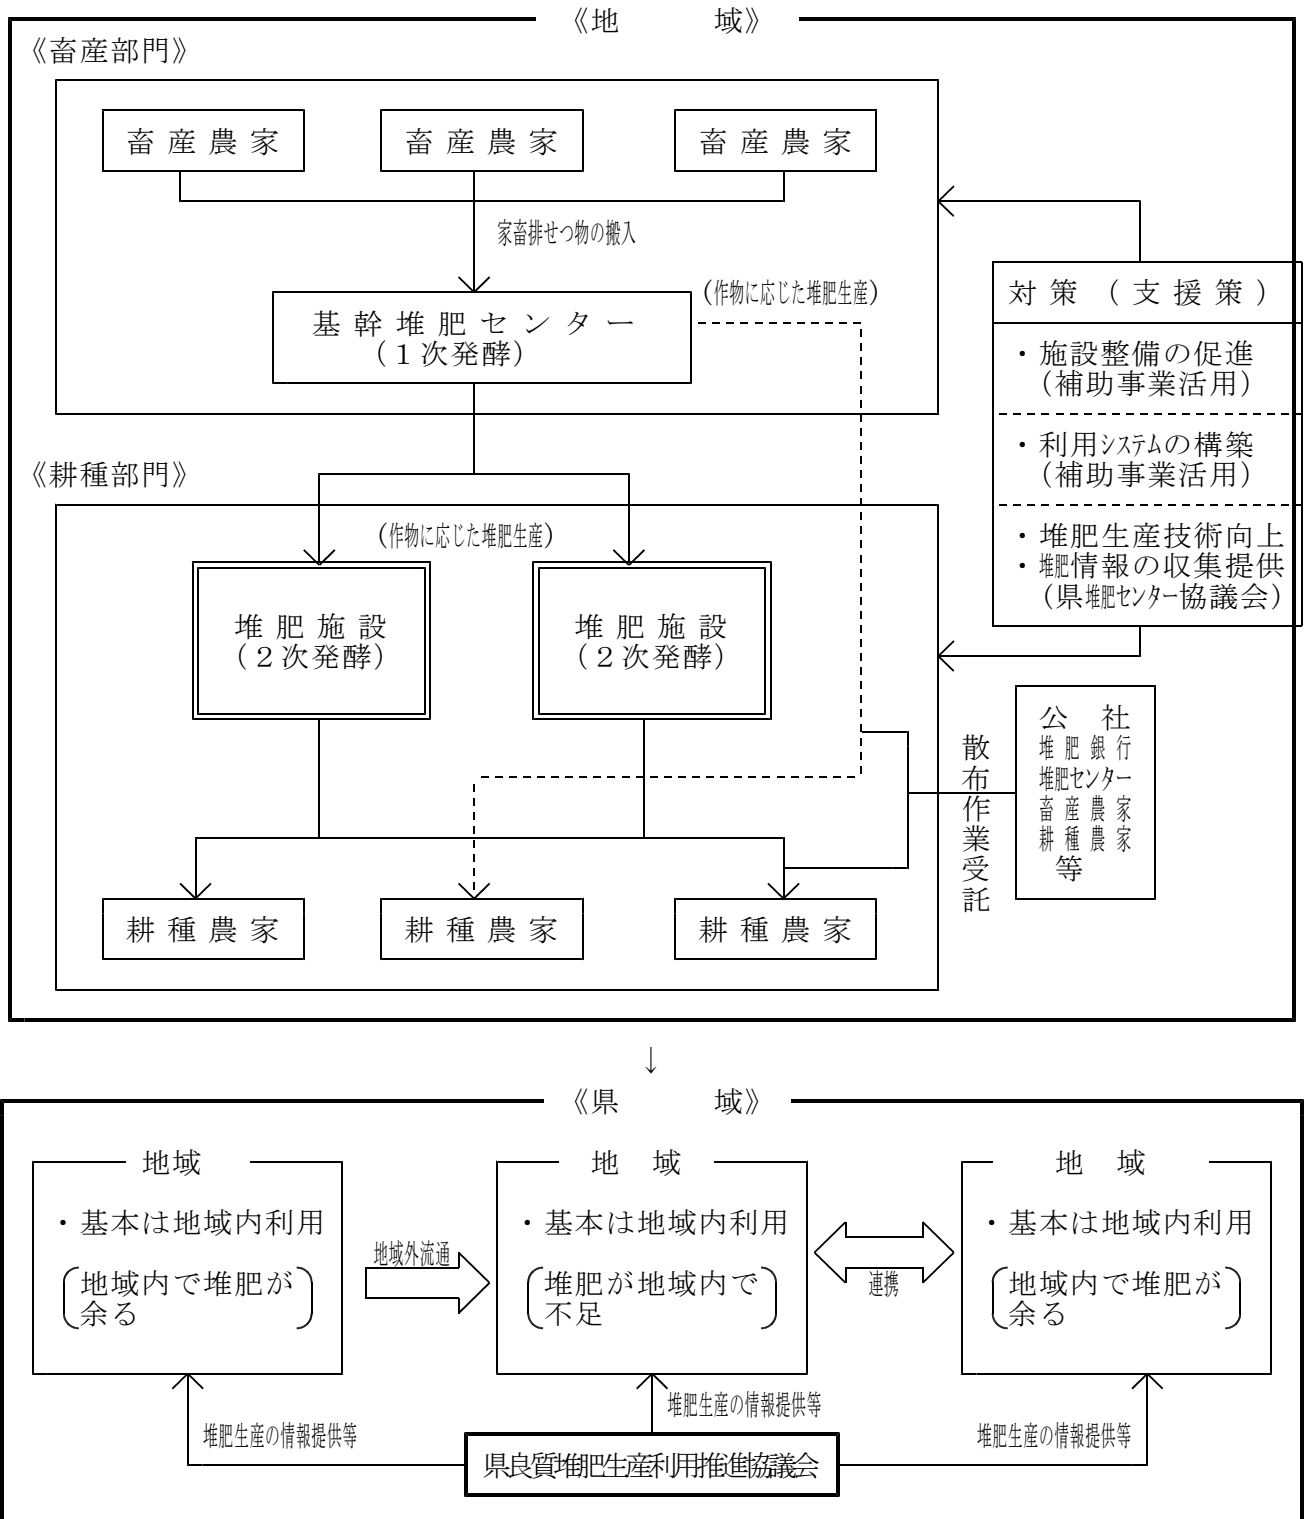 《地　域》
《畜産部門》
畜産農家
畜産農家
畜産農家
家畜排せつ物の搬入
基幹堆肥センター
（１次発酵）
（作物に応じた堆肥生産）
対策（支援策）
・施設整備の促進
（補助事業活用）
・利用システムの構築
（補助事業活用）
・堆肥生産技術向上
・堆肥情報の収集提供
（県堆肥センター協議会）
《耕種部門》
（作物に応じた堆肥生産）
堆肥施設
（２次発酵）
堆肥施設
（２次発酵）
散布作業受託
公社
堆肥銀行
堆肥センター
畜産農家
耕種農家
等
耕種農家
耕種農家
耕種農家
↓
《県　域》
地域
・基本は地域内利用
地域内で堆肥が
余る
地域外流通
地　域
・基本は地域内利用
堆肥が地域内で
不足
連携
地　域
・基本は地域内利用
地域内で堆肥が
余る
堆肥生産の情報提供等
堆肥生産の情報提供等
堆肥生産の情報提供等
県良質堆肥生産利用推進協議会